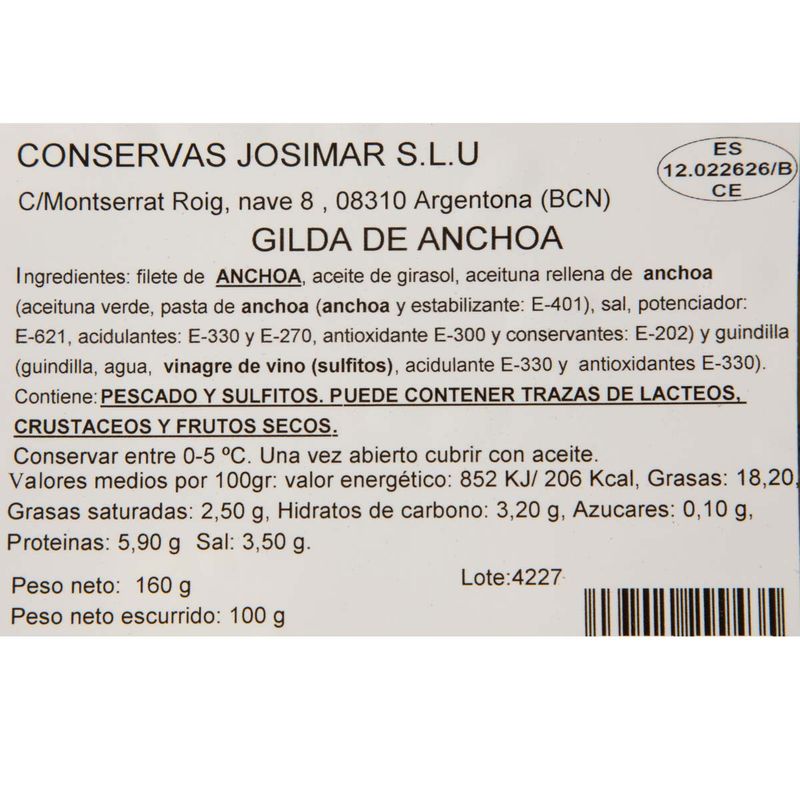 CONSERVAS JOSIMAR S.L.U
ES
12.022626/B
CE
C/Montserrat Roig, nave 8 , 08310 Argentona (BCN)
GILDA DE ANCHOA
Ingredientes: filete de ANCHOA, aceite de girasol, aceituna rellena de anchoa
(aceituna verde, pasta de anchoa (anchoa y estabilizante: E-401), sal, potenciador:
E-621, acidulantes: E-330 y E-270, antioxidante E-300 y conservantes: E-202) y guindilla
(guindilla, agua, vinagre de vino (sulfitos), acidulante E-330 y antioxidantes E-330).
Contiene: PESCADO Y SULFITOS. PUEDE CONTENER TRAZAS DE LACTEOS,
CRUSTACEOS Y FRUTOS SECOS.
Conservar entre 0-5 ºC. Una vez abierto cubrir con aceite.
Valores medios por 100gr: valor energético: 852 KJ/ 206 Kcal, Grasas: 18,20,
Grasas saturadas: 2,50 g, Hidratos de carbono: 3,20 g, Azucares: 0,10 g,
Proteinas: 5,90 g Sal: 3,50 g.
Peso neto: 160 g
Lote:4227
Peso neto escurrido: 100 g